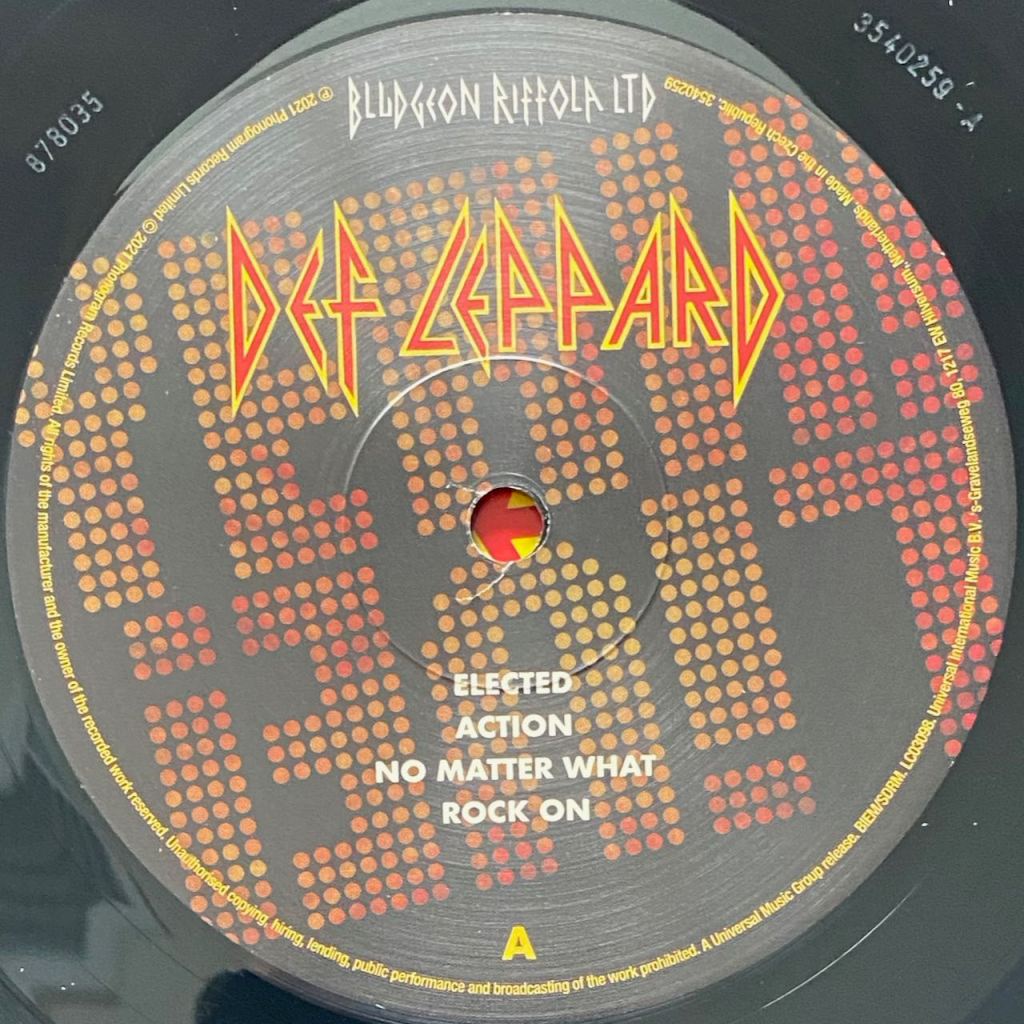 878035
3540259-A
BLUDGEON RIFFOLA LTD
DEF LEPPARD
ELECTED
ACTION
NO MATTER WHAT
ROCK ON
A
℗ 2021 Phonogram Records Limited © 2021 Phonogram Records Limited. All rights of the manufacturer and the owner of the recorded work reserved. Unauthorised copying, hiring, lending, public performance and broadcasting of the work prohibited. A Universal Music Group release. BIEM/SDRM. LC03098. Universal International Music B.V. 's-Gravelandseweg 80, 1217 EW Hilversum, Netherlands. Made in the Czech Republic. 3540259